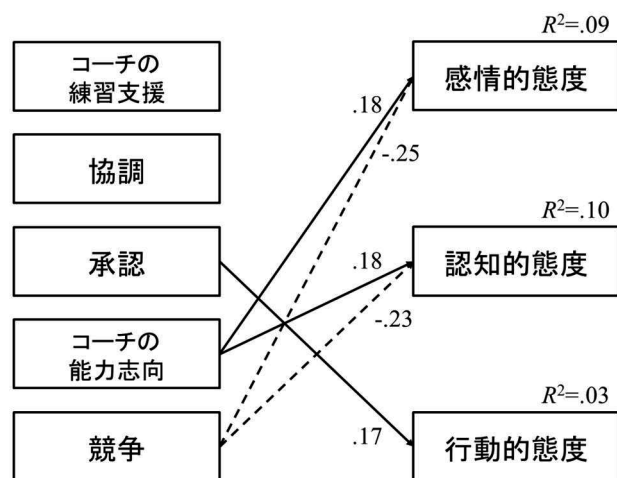 コーチの
練習支援
協調
承認
コーチの
能力志向
競争
.18
-.25
.18
-.23
.17
R²=.09
感情的態度
R²=.10
認知的態度
R²=.03
行動的態度